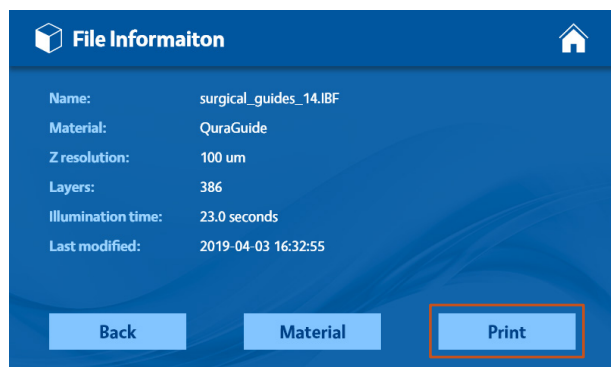 File Informaiton
Name: surgical_guides_14.IBF
Material: QuraGuide
Z resolution: 100 um
Layers: 386
Illumination time: 23.0 seconds
Last modified: 2019-04-03 16:32:55
Back Material Print